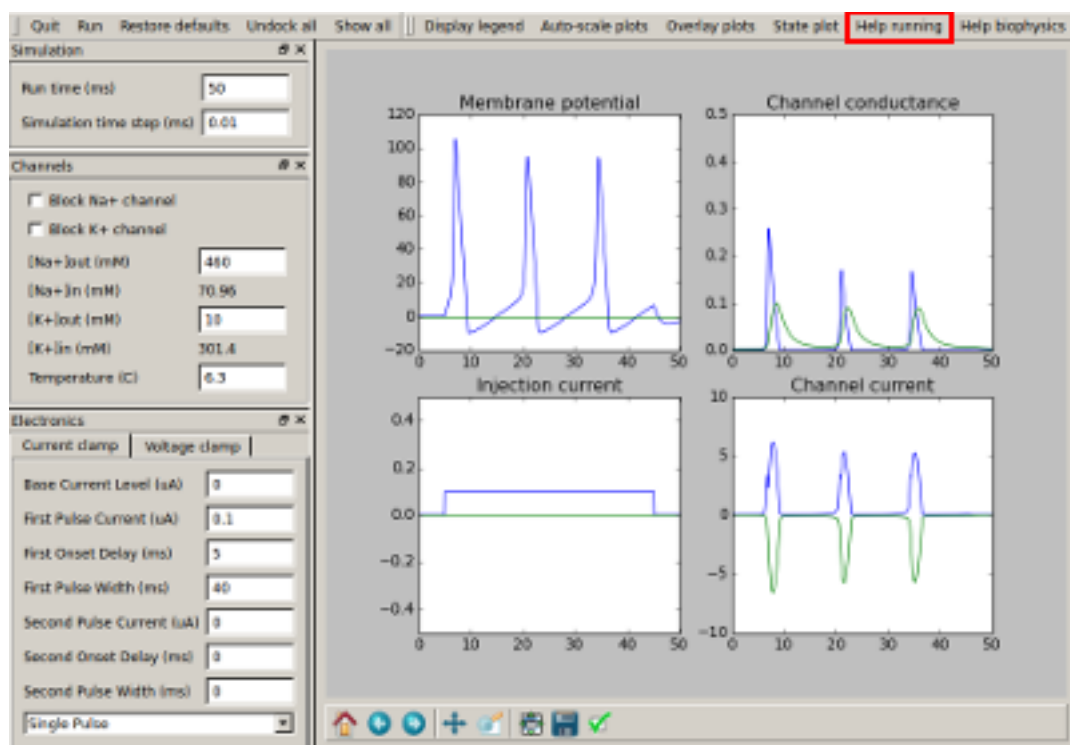 Quit Run Restore defaults Undock all Show all Display legend Auto-scale plots Overlay plots State plot Help running Help biophysics
Simulation
Run time (ms) 50
Simulation time step (ms) 0.01
Channels
Block Na+ channel
Block K+ channel
[Na+]out (mM) 460
[Na+]in (mM) 70.96
[K+]out (mM) 10
[K+]in (mM) 301.4
Temperature (C) 6.3
Electronics
Current clamp Voltage clamp
Base Current Level (uA) 0
First Pulse Current (uA) 0.1
First Onset Delay (ms) 5
First Pulse Width (ms) 40
Second Pulse Current (uA) 0
Second Onset Delay (ms) 0
Second Pulse Width (ms) 0
Single Pulse
Membrane potential
120
100
80
60
40
20
0
−20
0 10 20 30 40 50
Channel conductance
0.5
0.4
0.3
0.2
0.1
0.0
0 10 20 30 40 50
Injection current
0.4
0.2
0.0
−0.2
−0.4
0 10 20 30 40 50
Channel current
10
5
0
−5
−10
0 10 20 30 40 50